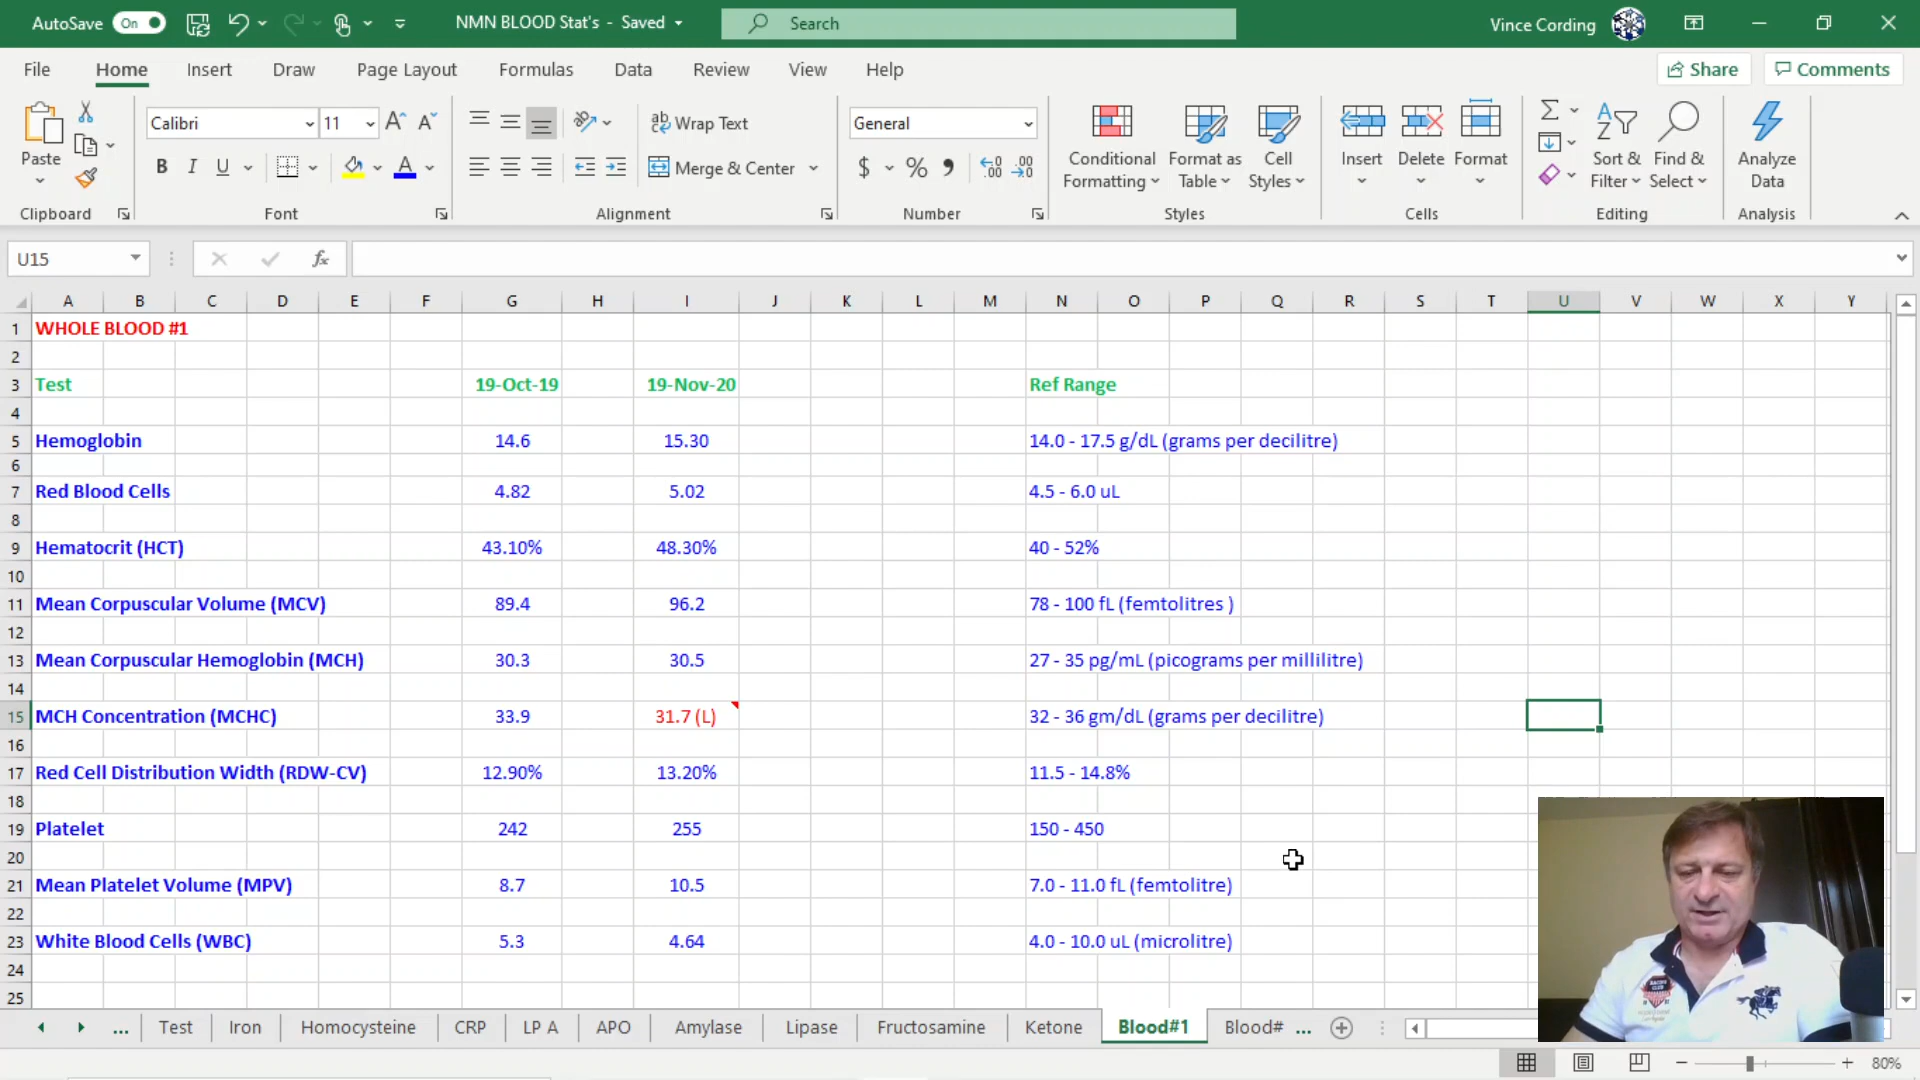 AutoSave On NMN BLOOD Stat's - Saved Search Vince Cording
File Home Insert Draw Page Layout Formulas Data Review View Help Share Comments
Calibri 11 ab Wrap Text General
Paste B I U A Merge & Center $ % Conditional Formatting Format as Table Cell Styles Insert Delete Format Sort & Filter Find & Select Analyze Data
Clipboard Font Alignment Number Styles Cells Editing Analysis
U15 fx
A B C D E F G H I J K L M N O P Q R S T U V W X Y
1 WHOLE BLOOD #1
2
3 Test 19-Oct-19 19-Nov-20 Ref Range
4
5 Hemoglobin 14.6 15.30 14.0 - 17.5 g/dL (grams per decilitre)
6
7 Red Blood Cells 4.82 5.02 4.5 - 6.0 uL
8
9 Hematocrit (HCT) 43.10% 48.30% 40 - 52%
10
11 Mean Corpuscular Volume (MCV) 89.4 96.2 78 - 100 fL (femtolitres )
12
13 Mean Corpuscular Hemoglobin (MCH) 30.3 30.5 27 - 35 pg/mL (picograms per millilitre)
14
15 MCH Concentration (MCHC) 33.9 31.7 (L) 32 - 36 gm/dL (grams per decilitre)
16
17 Red Cell Distribution Width (RDW-CV) 12.90% 13.20% 11.5 - 14.8%
18
19 Platelet 242 255 150 - 450
20
21 Mean Platelet Volume (MPV) 8.7 10.5 7.0 - 11.0 fL (femtolitre)
22
23 White Blood Cells (WBC) 5.3 4.64 4.0 - 10.0 uL (microlitre)
24
25
... Test Iron Homocysteine CRP LP A APO Amylase Lipase Fructosamine Ketone Blood#1 Blood# ...
80%